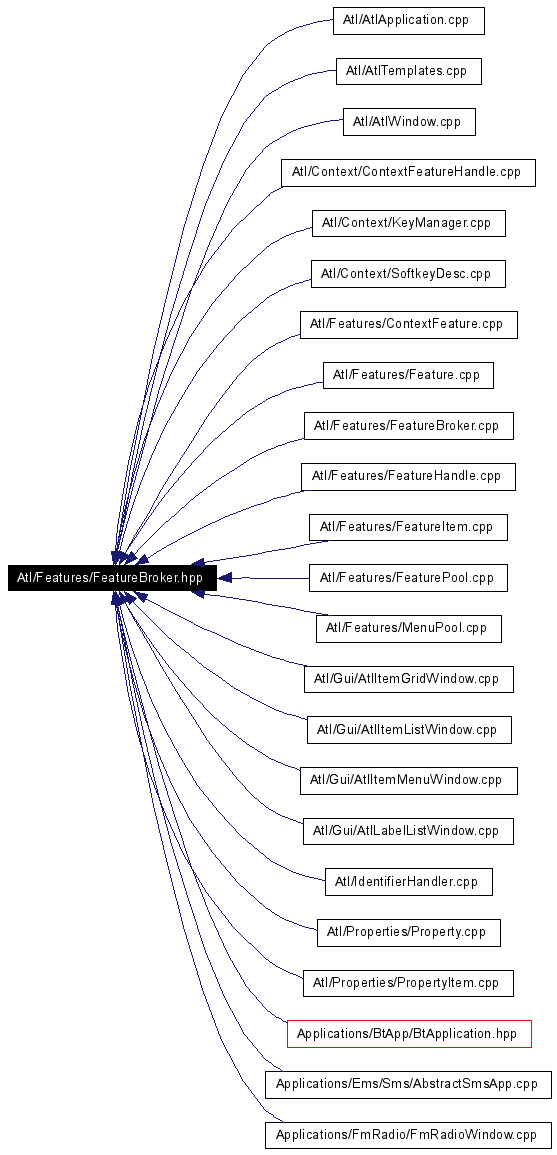 Atl/AtlApplication.cpp
Atl/AtlTemplates.cpp
Atl/AtlWindow.cpp
Atl/Context/ContextFeatureHandle.cpp
Atl/Context/KeyManager.cpp
Atl/Context/SoftkeyDesc.cpp
Atl/Features/ContextFeature.cpp
Atl/Features/Feature.cpp
Atl/Features/FeatureBroker.cpp
Atl/Features/FeatureHandle.cpp
Atl/Features/FeatureItem.cpp
Atl/Features/FeatureBroker.hpp
Atl/Features/FeaturePool.cpp
Atl/Features/MenuPool.cpp
Atl/Gui/AtlItemGridWindow.cpp
Atl/Gui/AtlItemListWindow.cpp
Atl/Gui/AtlItemMenuWindow.cpp
Atl/Gui/AtlLabelListWindow.cpp
Atl/IdentifierHandler.cpp
Atl/Properties/Property.cpp
Atl/Properties/PropertyItem.cpp
Applications/BtApp/BtApplication.hpp
Applications/Ems/Sms/AbstractSmsApp.cpp
Applications/FmRadio/FmRadioWindow.cpp